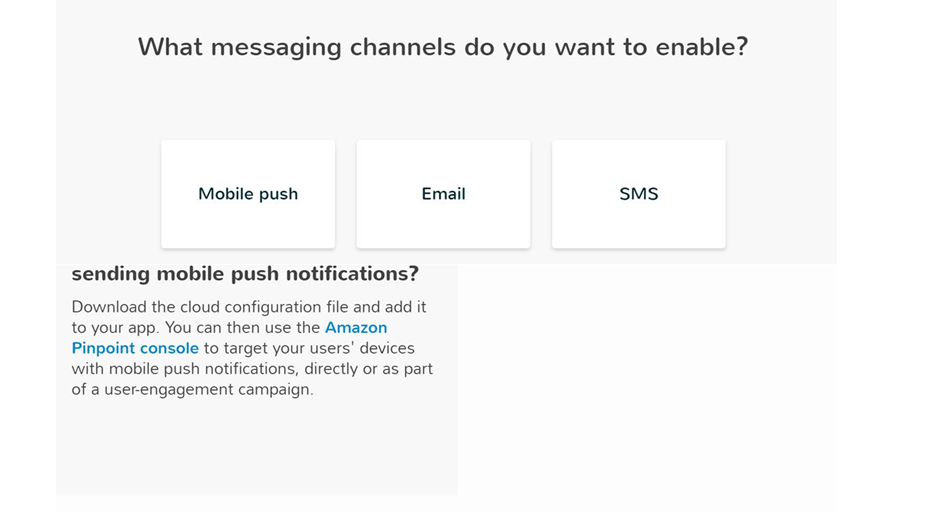 What messaging channels do you want to enable?
Mobile push
Email
SMS
sending mobile push notifications?
Download the cloud configuration file and add it
to your app. You can then use the Amazon
Pinpoint console to target your users' devices
with mobile push notifications, directly or as part
of a user-engagement campaign.